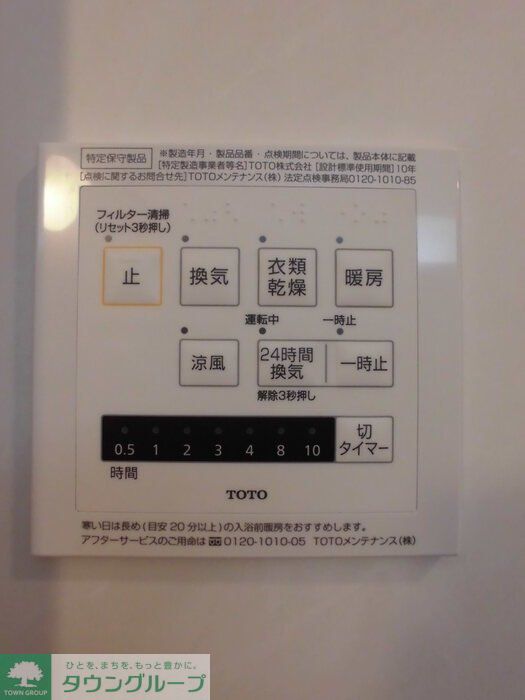 特定保守製品 ※製造年月・製品品番・点検期間については、製品本体に記載
[特定製造事業者等名]TOTO株式会社 [設計標準使用期間]10年
[点検に関するお問合せ先]TOTOメンテナンス(株) 法定点検事務局0120-1010-85
フィルター清掃
(リセット3秒押し)
止 換気 衣類乾燥 暖房
運転中 一時止
涼風 24時間換気 一時止
解除3秒押し
0.5 1 2 3 4 8 10 切タイマー
時間
TOTO
寒い日は長め(目安20分以上)の入浴前暖房をおすすめします。
アフターサービスのご用命は 0120-1010-05 TOTOメンテナンス(株)
ひとを、まちを、もっと豊かに。
タウングループ
TOWN GROUP